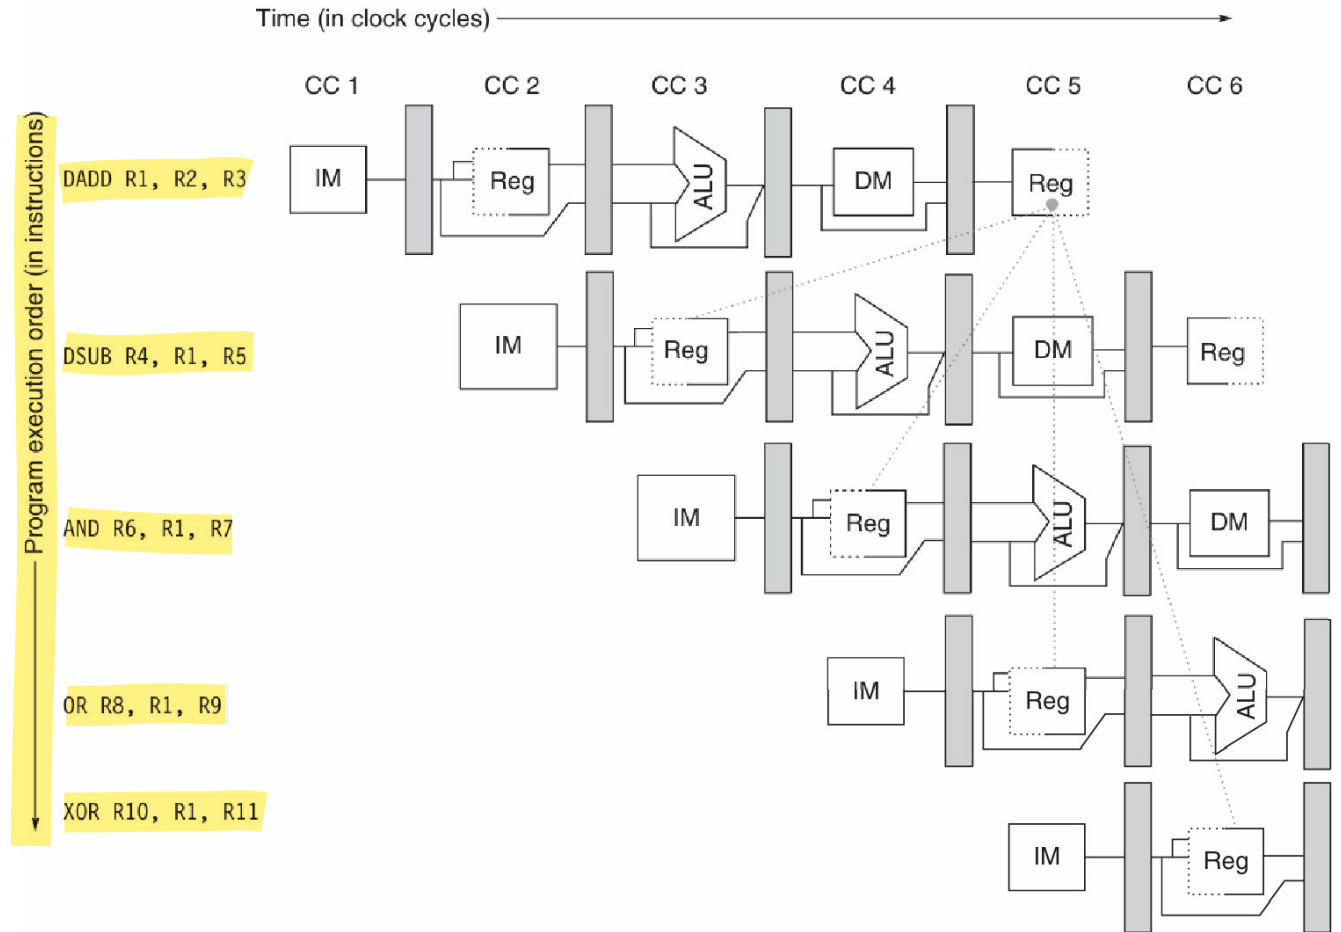 Time (in clock cycles)
CC 1 CC 2 CC 3 CC 4 CC 5 CC 6
Program execution order (in instructions)
DADD R1, R2, R3 IM Reg ALU DM Reg
DSUB R4, R1, R5 IM Reg ALU DM Reg
AND R6, R1, R7 IM Reg ALU DM
OR R8, R1, R9 IM Reg ALU
XOR R10, R1, R11 IM Reg